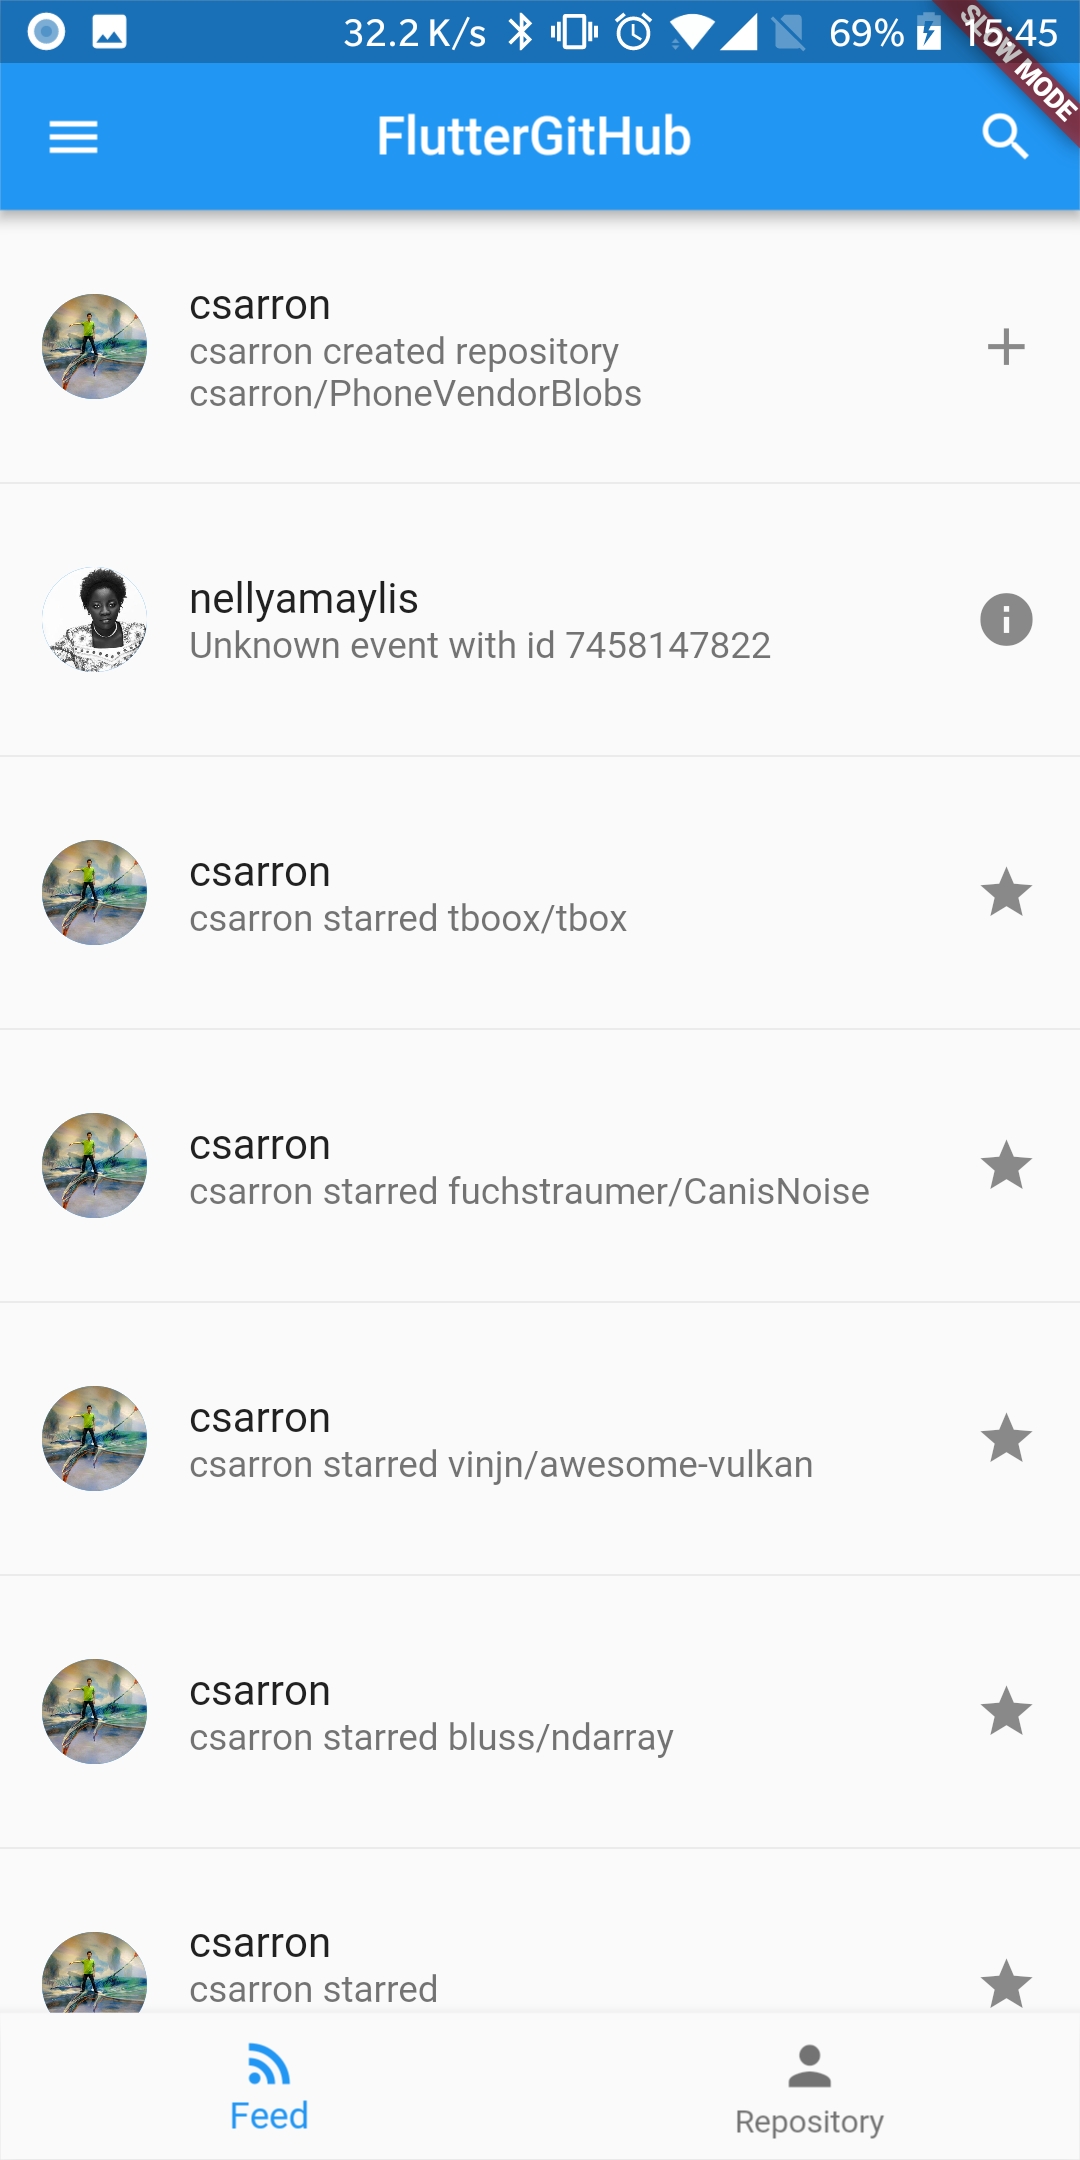 32.2 K/s 69% 15:45
SLOW MODE
FlutterGitHub
csarron
csarron created repository
csarron/PhoneVendorBlobs
nellyamaylis
Unknown event with id 7458147822
csarron
csarron starred tboox/tbox
csarron
csarron starred fuchstraumer/CanisNoise
csarron
csarron starred vinjn/awesome-vulkan
csarron
csarron starred bluss/ndarray
csarron
csarron starred
Feed
Repository